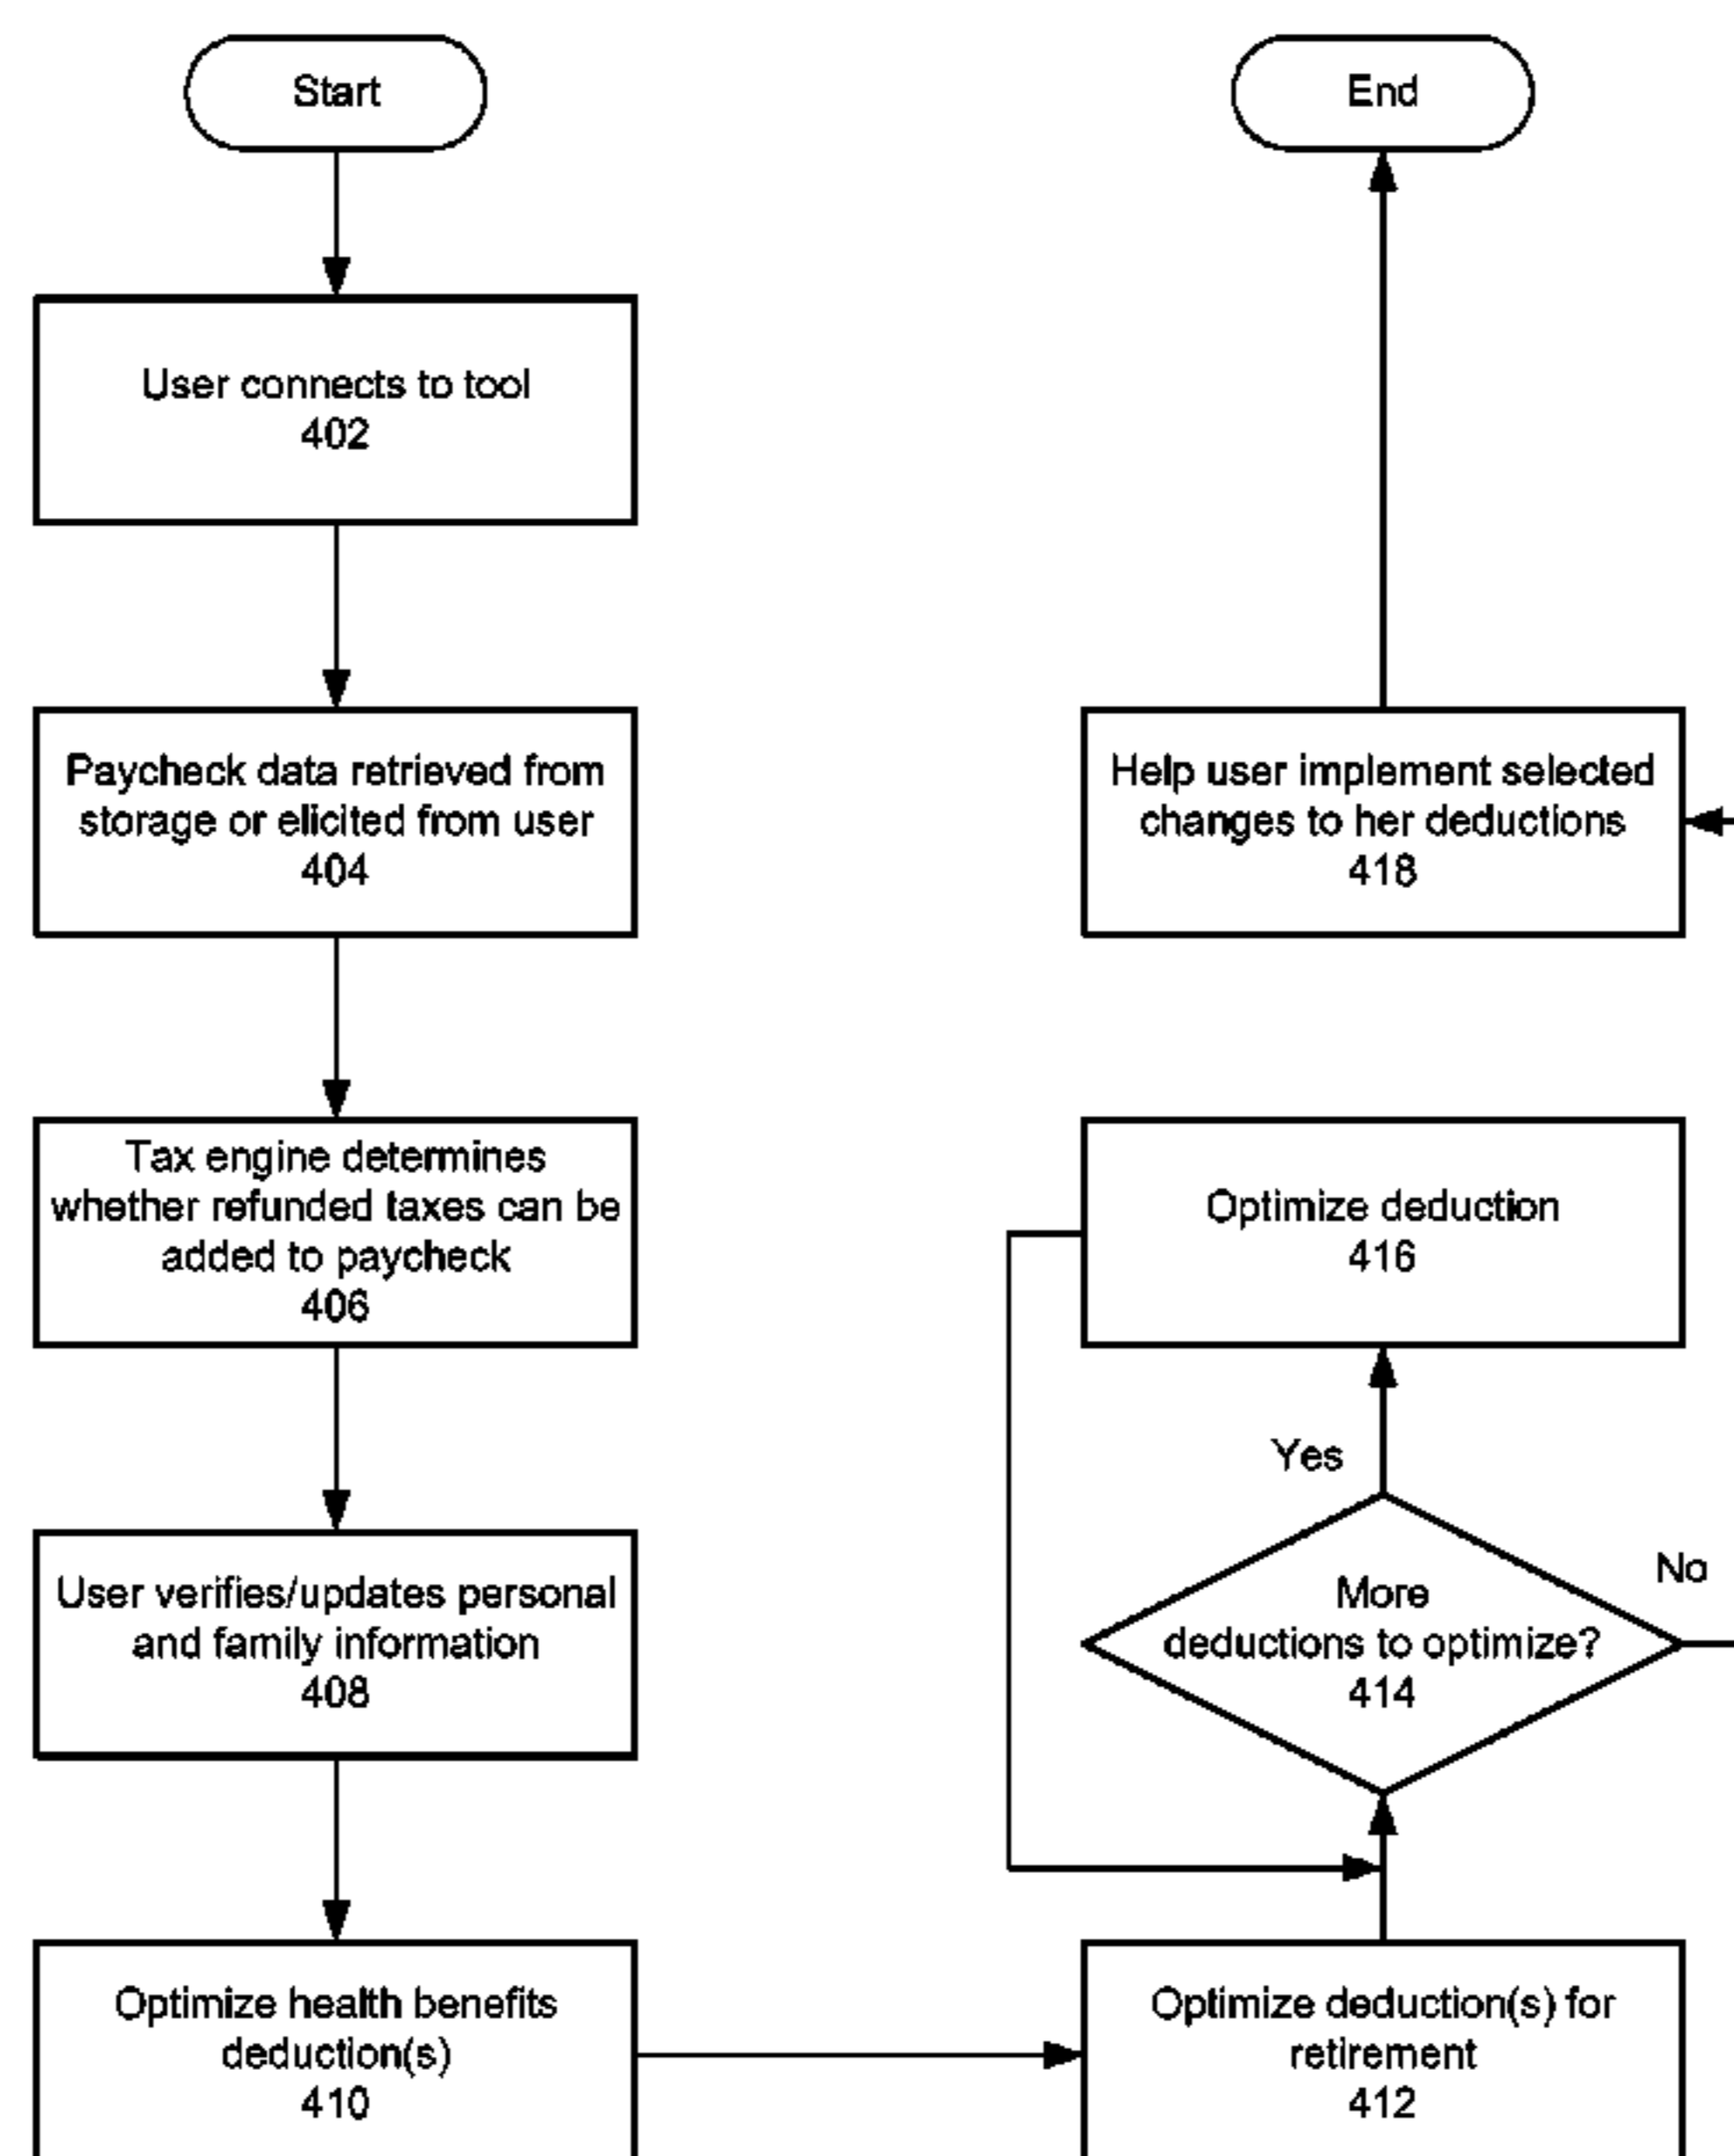 Start
User connects to tool
402
Paycheck data retrieved from
storage or elicited from user
404
Tax engine determines
whether refunded taxes can be
added to paycheck
406
User verifies/updates personal
and family information
408
Optimize health benefits
deduction(s)
410
End
Help user implement selected
changes to her deductions
418
Optimize deduction
416
Yes
No
More
deductions to optimize?
414
Optimize deduction(s) for
retirement
412